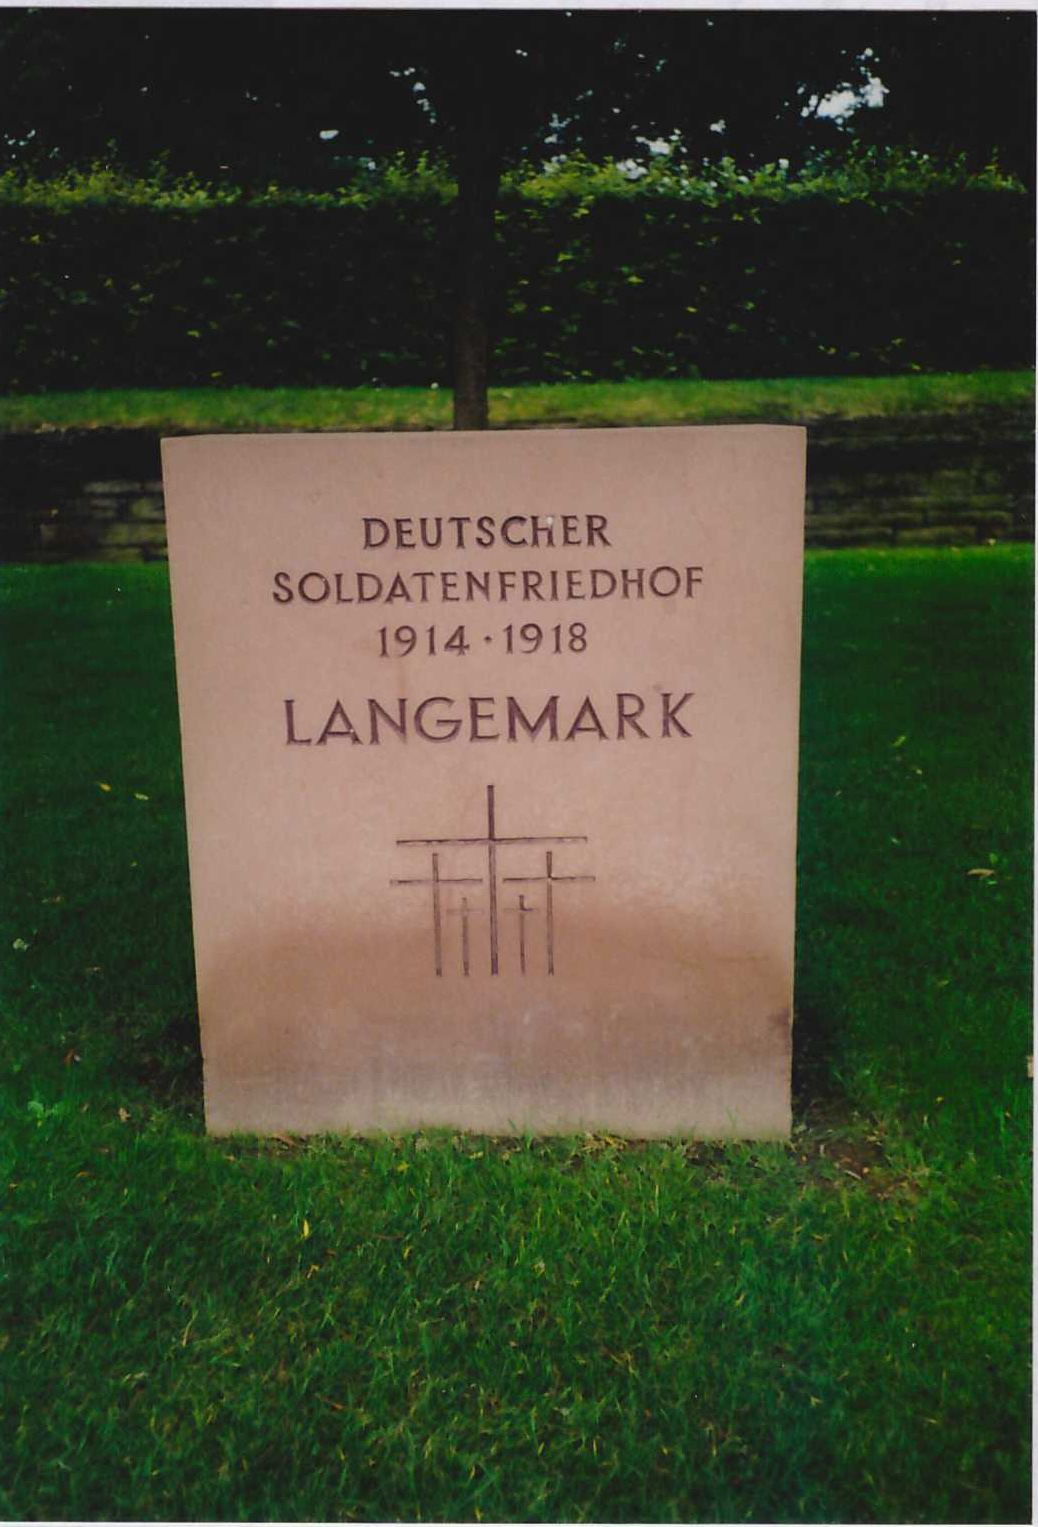 DEUTSCHER
SOLDATENFRIEDHOF
1914 · 1918
LANGEMARK